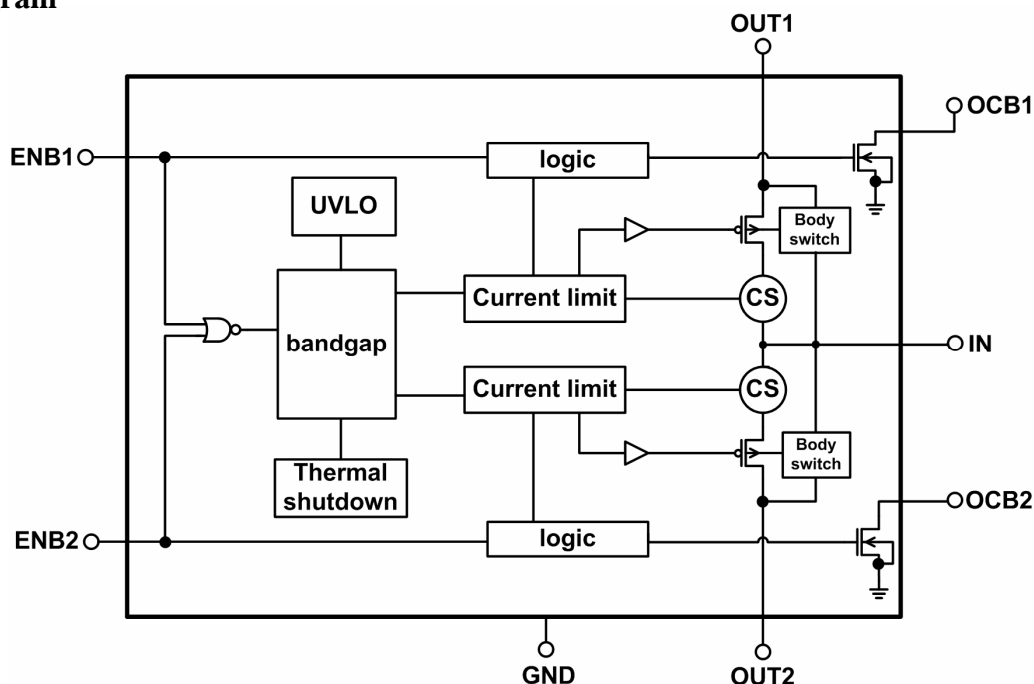 OUT1
OCB1
ENB1
logic
UVLO
Body
switch
Current limit
CS
bandgap
IN
Current limit
CS
Body
switch
Thermal
shutdown
OCB2
ENB2
logic
GND
OUT2